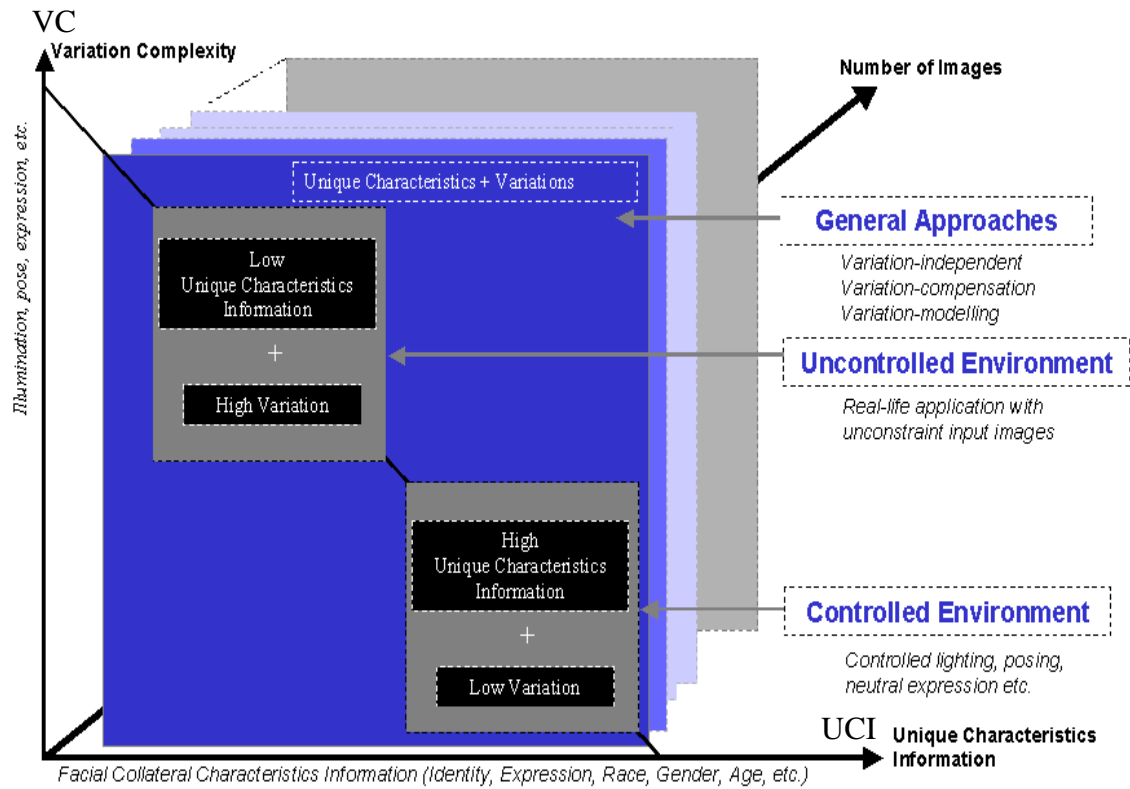 VC
Variation Complexity
Number of Images
Illumination, pose, expression, etc.
Unique Characteristics + Variations
General Approaches
Variation-independent
Variation-compensation
Variation-modelling
Low
Unique Characteristics
Information
+
High Variation
Uncontrolled Environment
Real-life application with
unconstraint input images
High
Unique Characteristics
Information
+
Low Variation
Controlled Environment
Controlled lighting, posing,
neutral expression etc.
UCI
Unique Characteristics
Information
Facial Collateral Characteristics Information (Identity, Expression, Race, Gender, Age, etc.)